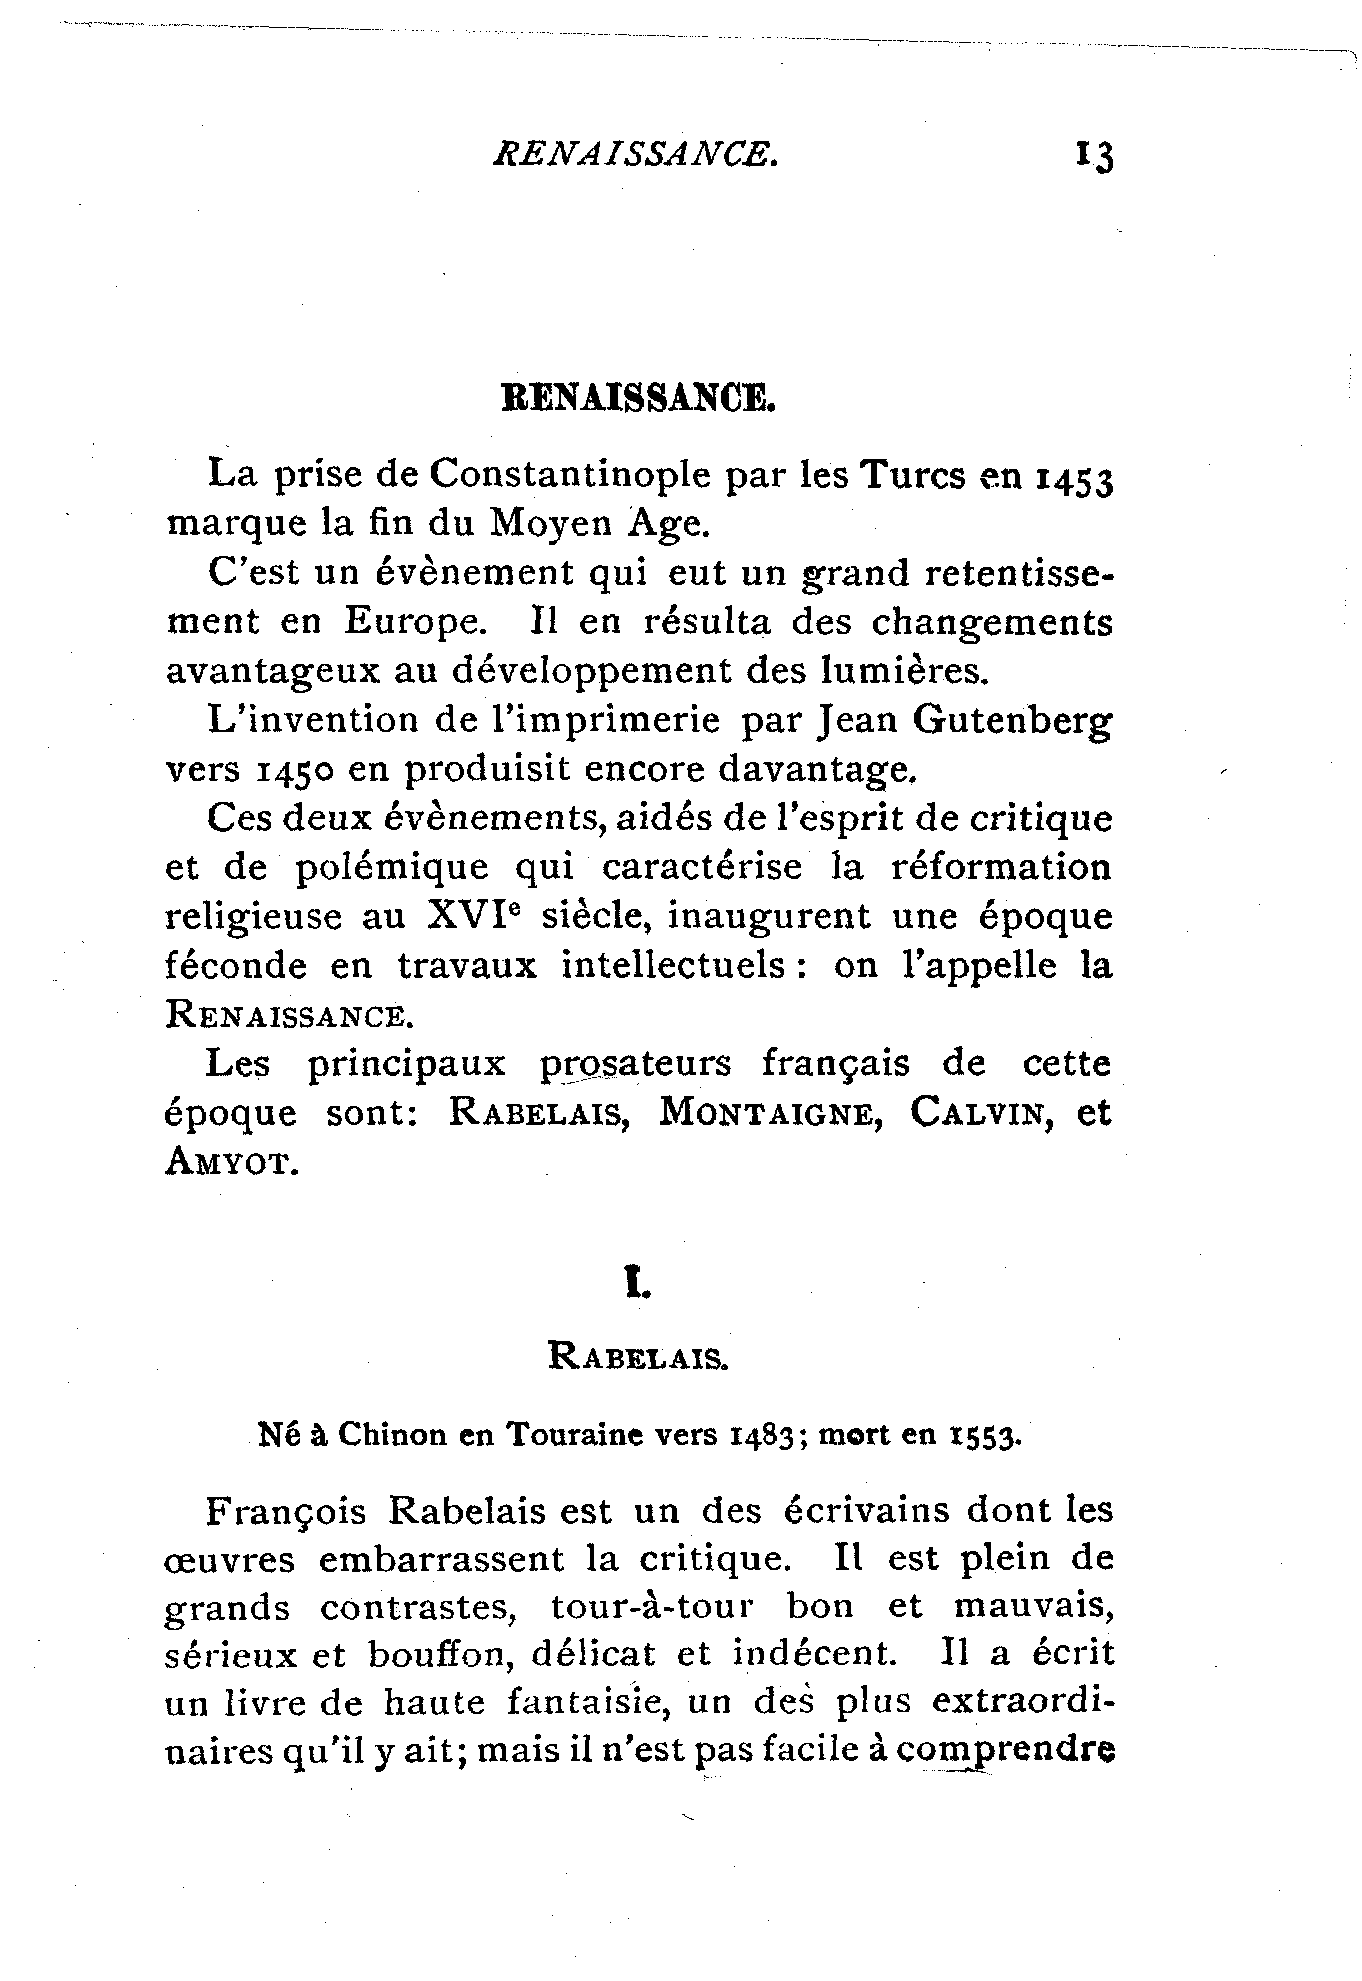 RENAISSANCE. 13
RENAISSANCE.
La prise de Constantinople par les Turcs en 1453
marque la fin du Moyen Age.
C'est un évènement qui eut un grand retentisse-
ment en Europe. Il en résulta des changements
avantageux au développement des lumières.
L'invention de l'imprimerie par Jean Gutenberg
vers 1450 en produisit encore davantage.
Ces deux évènements, aidés de l'esprit de critique
et de polémique qui caractérise la réformation
religieuse au XVIe siècle, inaugurent une époque
féconde en travaux intellectuels : on l'appelle la
RENAISSANCE.
Les principaux prosateurs français de cette
époque sont: RABELAIS, MONTAIGNE, CALVIN, et
AMYOT.
I.
RABELAIS.
Né à Chinon en Touraine vers 1483; mort en 1553.
François Rabelais est un des écrivains dont les
œuvres embarrassent la critique. Il est plein de
grands contrastes, tour-à-tour bon et mauvais,
sérieux et bouffon, délicat et indécent. Il a écrit
un livre de haute fantaisie, un des plus extraordi-
naires qu'il y ait; mais il n'est pas facile à comprendre